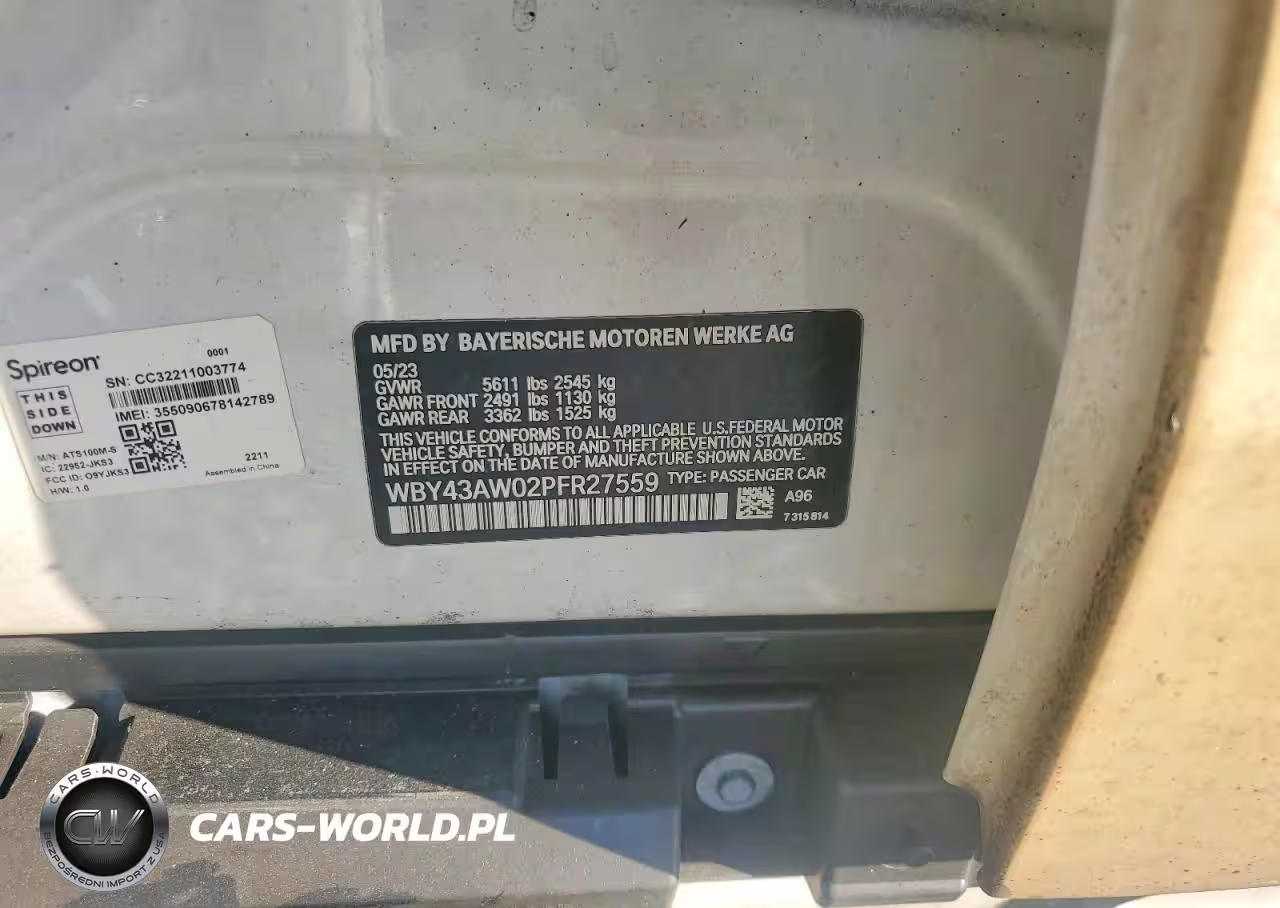 Spireon
0001
SN: CC32211003774
THIS
SIDE
DOWN
IMEI: 355090678142789
M/N: ATS100M-S
IC: 22952-JKS3
FCC ID: O9YJKS3
H/W: 1.0
2211
Assembled in China
MFD BY BAYERISCHE MOTOREN WERKE AG
05/23
GVWR 5611 lbs 2545 kg
GAWR FRONT 2491 lbs 1130 kg
GAWR REAR 3362 lbs 1525 kg
THIS VEHICLE CONFORMS TO ALL APPLICABLE U.S.FEDERAL MOTOR
VEHICLE SAFETY, BUMPER AND THEFT PREVENTION STANDARDS
IN EFFECT ON THE DATE OF MANUFACTURE SHOWN ABOVE.
WBY43AW02PFR27559 TYPE: PASSENGER CAR
A96
7 315 814
CARS-WORLD
CW
BEZPOŚREDNI IMPORT Z USA
CARS-WORLD.PL